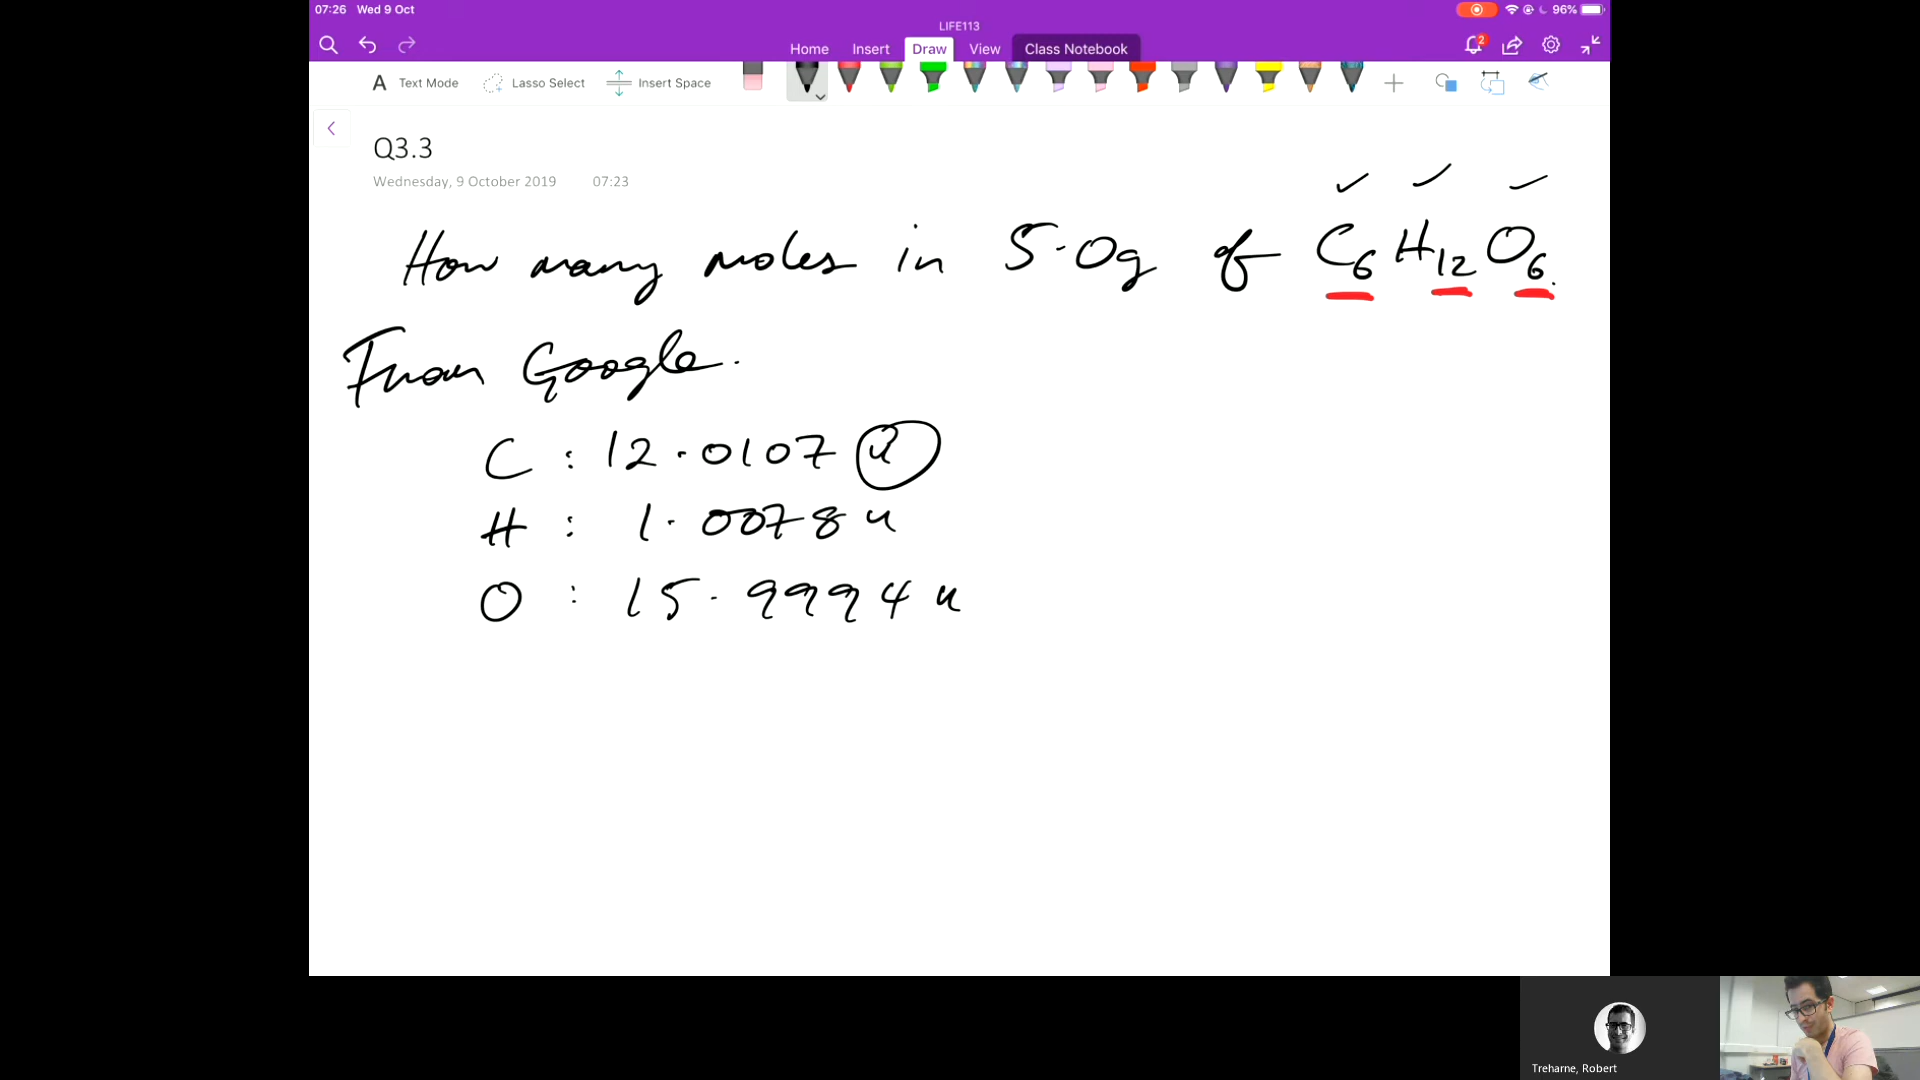 07:26 Wed 9 Oct 96%
LIFE113
Home Insert Draw View Class Notebook 2
A Text Mode Lasso Select Insert Space
Q3.3
Wednesday, 9 October 2019 07:23
How many moles in 5.0g of C₆H₁₂O₆.
From Google.
C : 12.0107 u
H : 1.0078 u
O : 15.9994 u
Treharne, Robert